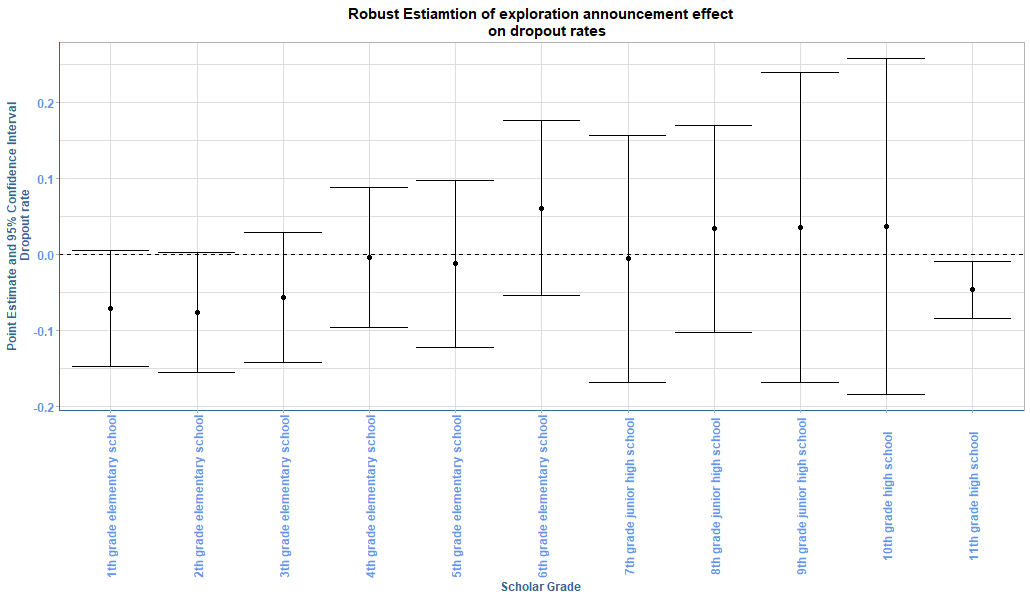 Robust Estiamtion of exploration announcement effect
on dropout rates
Point Estimate and 95% Confidence Interval
Dropout rate
0.2
0.1
0.0
-0.1
-0.2
1th grade elementary school
2th grade elementary school
3th grade elementary school
4th grade elementary school
5th grade elementary school
6th grade elementary school
7th grade junior high school
8th grade junior high school
9th grade junior high school
10th grade high school
11th grade high school
Scholar Grade